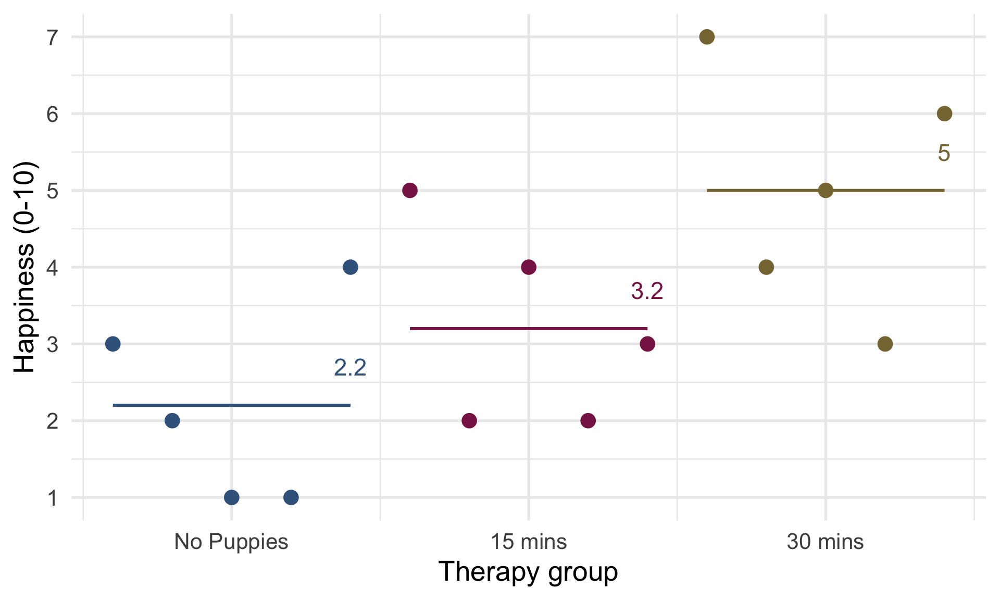 Happiness (0-10)
7
6
5
4
3
2
1
2.2
3.2
5
No Puppies
15 mins
30 mins
Therapy group